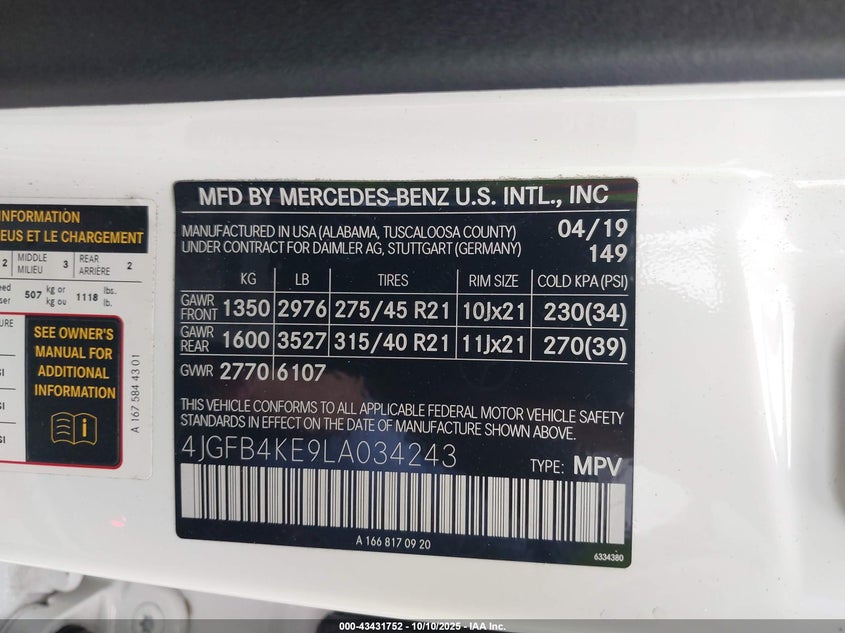 INFORMATION
EUS ET LE CHARGEMENT
2 MIDDLE MILIEU 3 REAR ARRIÈRE 2
507 kg or kg ou 1118 lbs. lb.
SEE OWNER'S
MANUAL FOR
ADDITIONAL
INFORMATION
A 167 584 43 01
MFD BY MERCEDES-BENZ U.S. INTL., INC
MANUFACTURED IN USA (ALABAMA, TUSCALOOSA COUNTY) 04/19
UNDER CONTRACT FOR DAIMLER AG, STUTTGART (GERMANY) 149
KG LB TIRES RIM SIZE COLD KPA (PSI)
GAWR FRONT 1350 2976 275/45 R21 10Jx21 230(34)
GAWR REAR 1600 3527 315/40 R21 11Jx21 270(39)
GVWR 2770 6107
THIS VEHICLE CONFORMS TO ALL APPLICABLE FEDERAL MOTOR VEHICLE SAFETY
STANDARDS IN EFFECT ON THE DATE OF MANUFACTURE SHOWN ABOVE.
4JGFB4KE9LA034243 TYPE: MPV
A 166 817 09 20
6334380
000-43431752 - 10/10/2025 - IAA Inc.